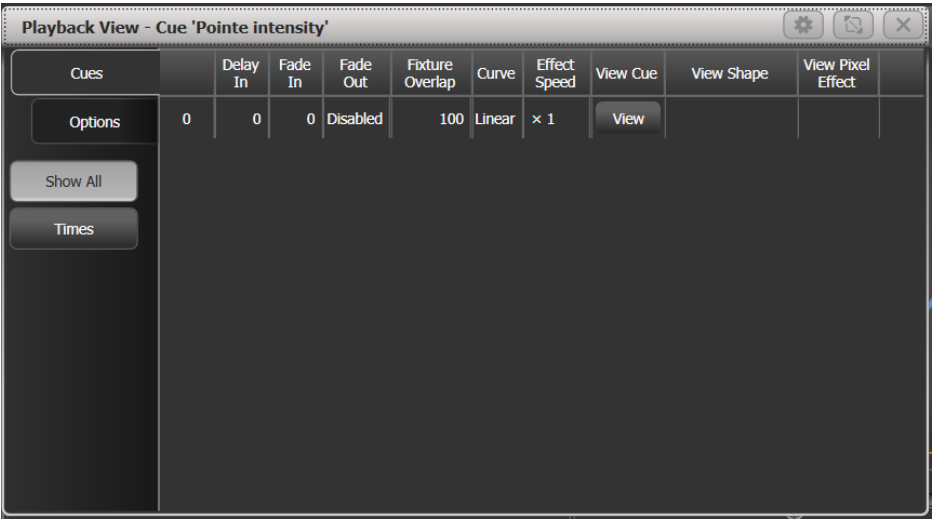 Playback View - Cue 'Pointe intensity'
Cues
Options
Show All
Times
Delay In Fade In Fade Out Fixture Overlap Curve Effect Speed View Cue View Shape View Pixel Effect
0 0 0 Disabled 100 Linear × 1 View